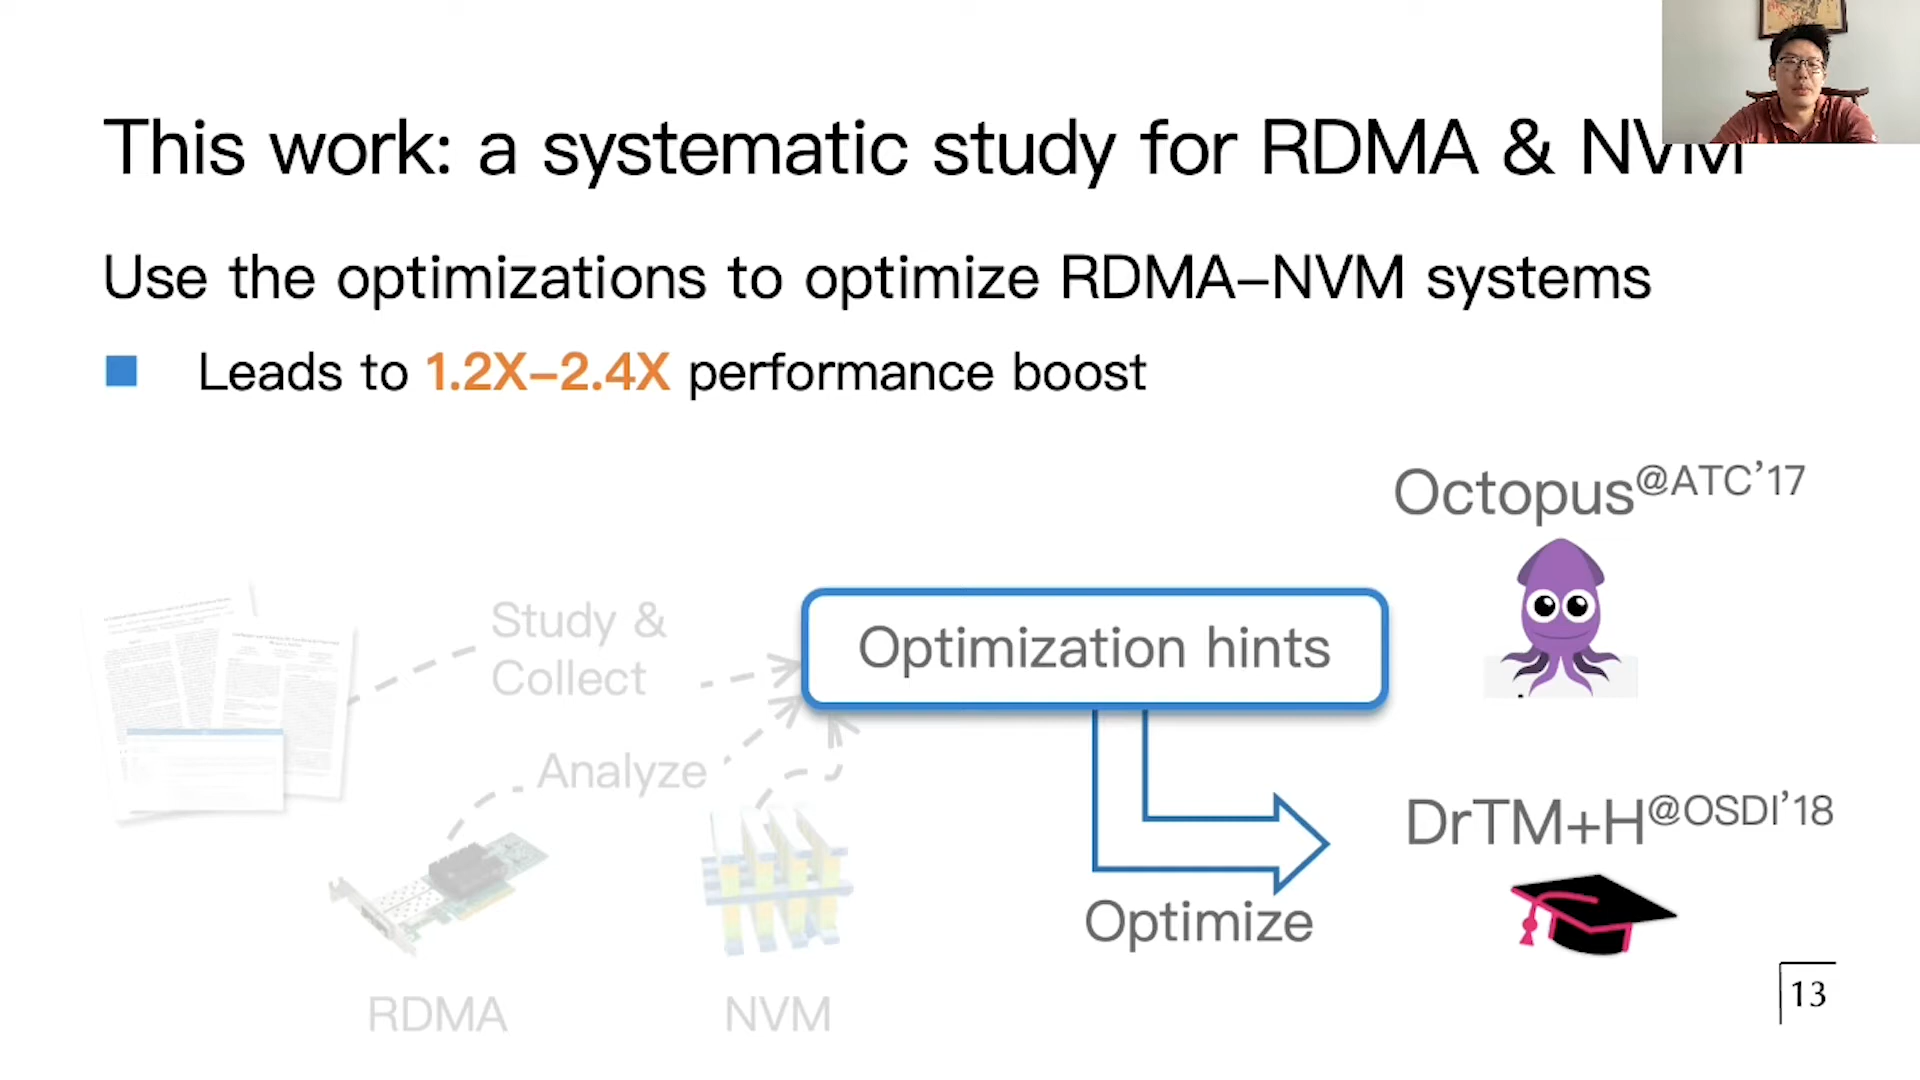 This work: a systematic study for RDMA & NVM
Use the optimizations to optimize RDMA–NVM systems
Leads to 1.2X–2.4X performance boost
Octopus@ATC’17
Study &
Collect
Optimization hints
Analyze
DrTM+H@OSDI’18
Optimize
RDMA
NVM
13